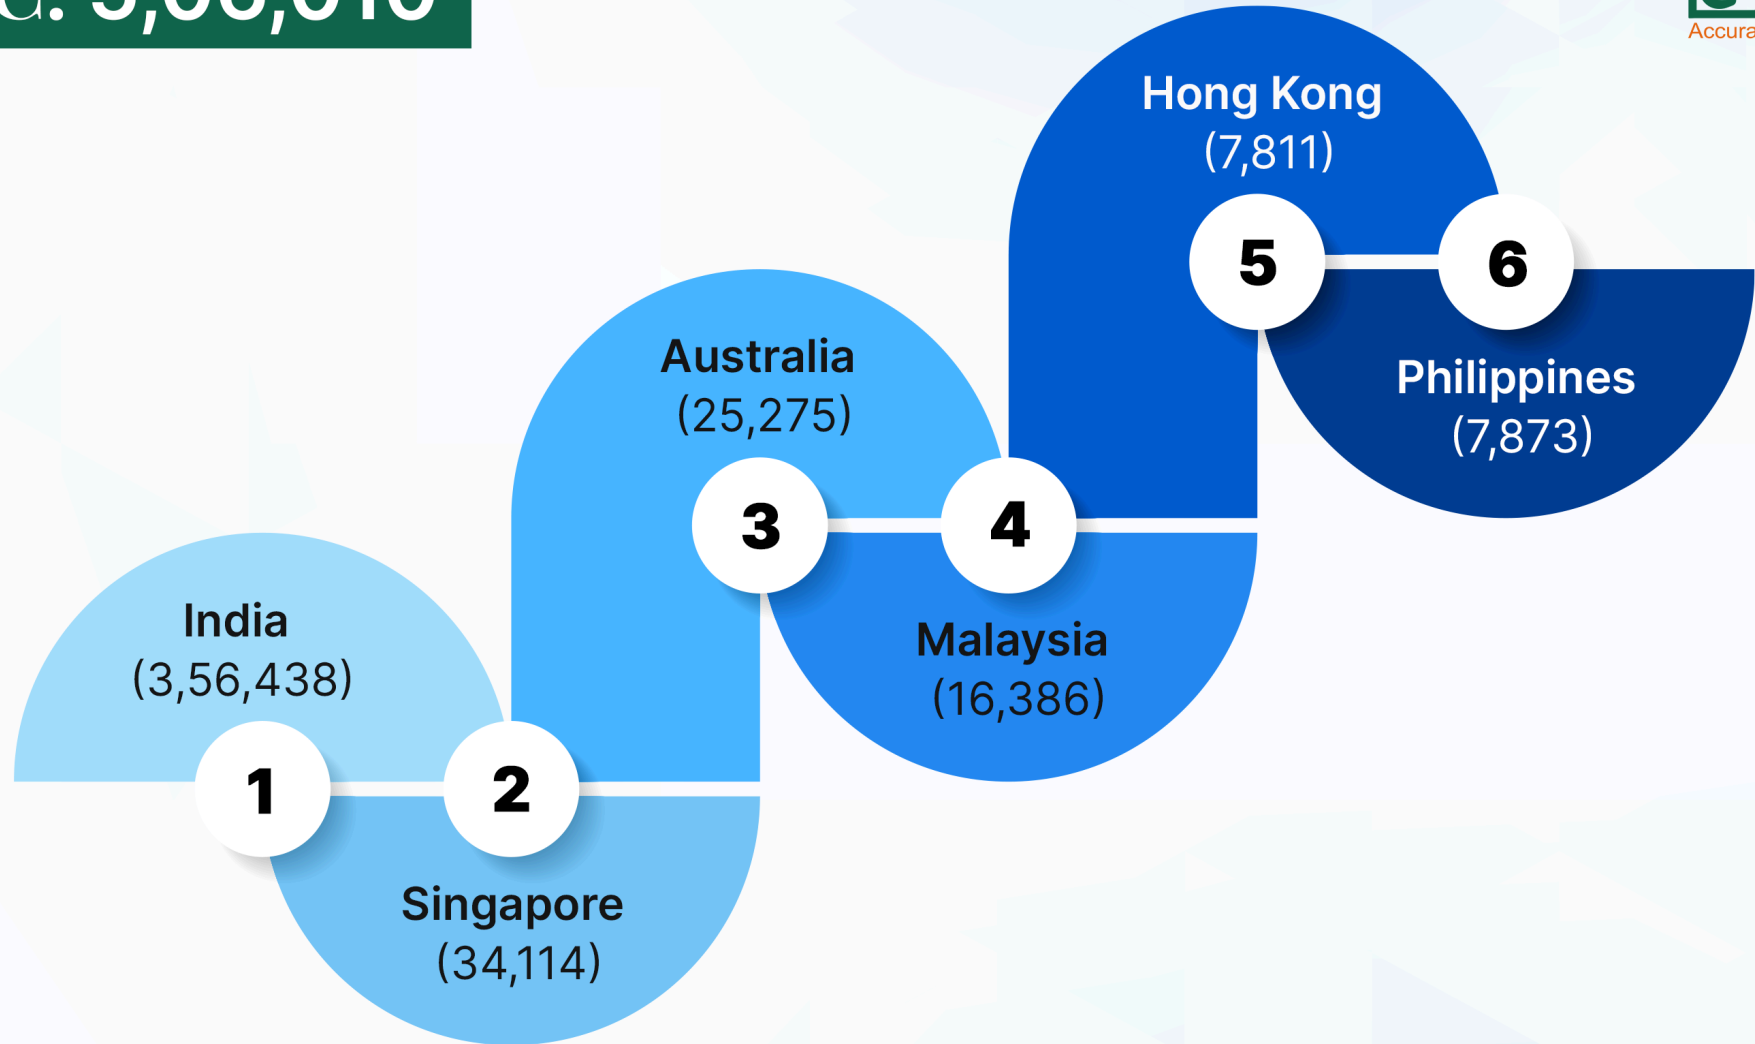 Accura
Hong Kong
(7,811)
5
6
Philippines
(7,873)
Australia
(25,275)
3
4
Malaysia
(16,386)
India
(3,56,438)
1
2
Singapore
(34,114)